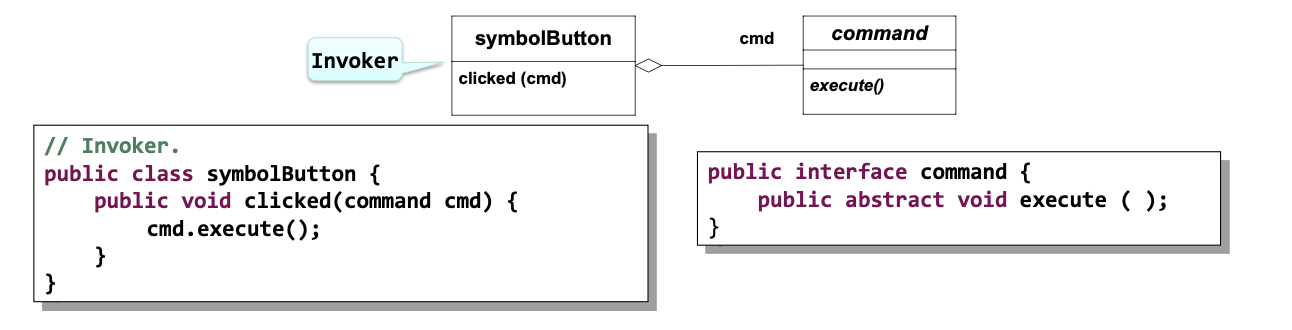 symbolButton
clicked (cmd)
Invoker
cmd
command
execute()
// Invoker.
public class symbolButton {
    public void clicked(command cmd) {
        cmd.execute();
    }
}
public interface command {
    public abstract void execute ( );
}